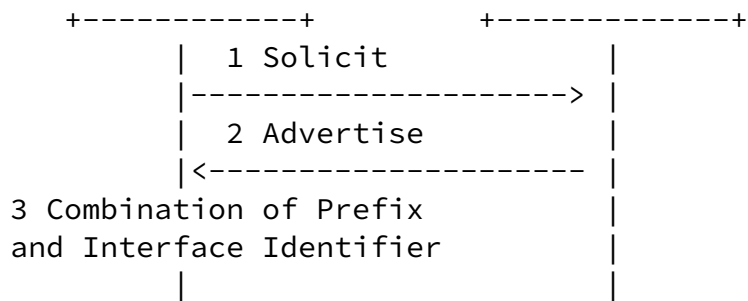 +------------+ +-------------+
| 1 Solicit |
|---------------------> |
| 2 Advertise |
|<--------------------- |
3 Combination of Prefix |
and Interface Identifier |
| |